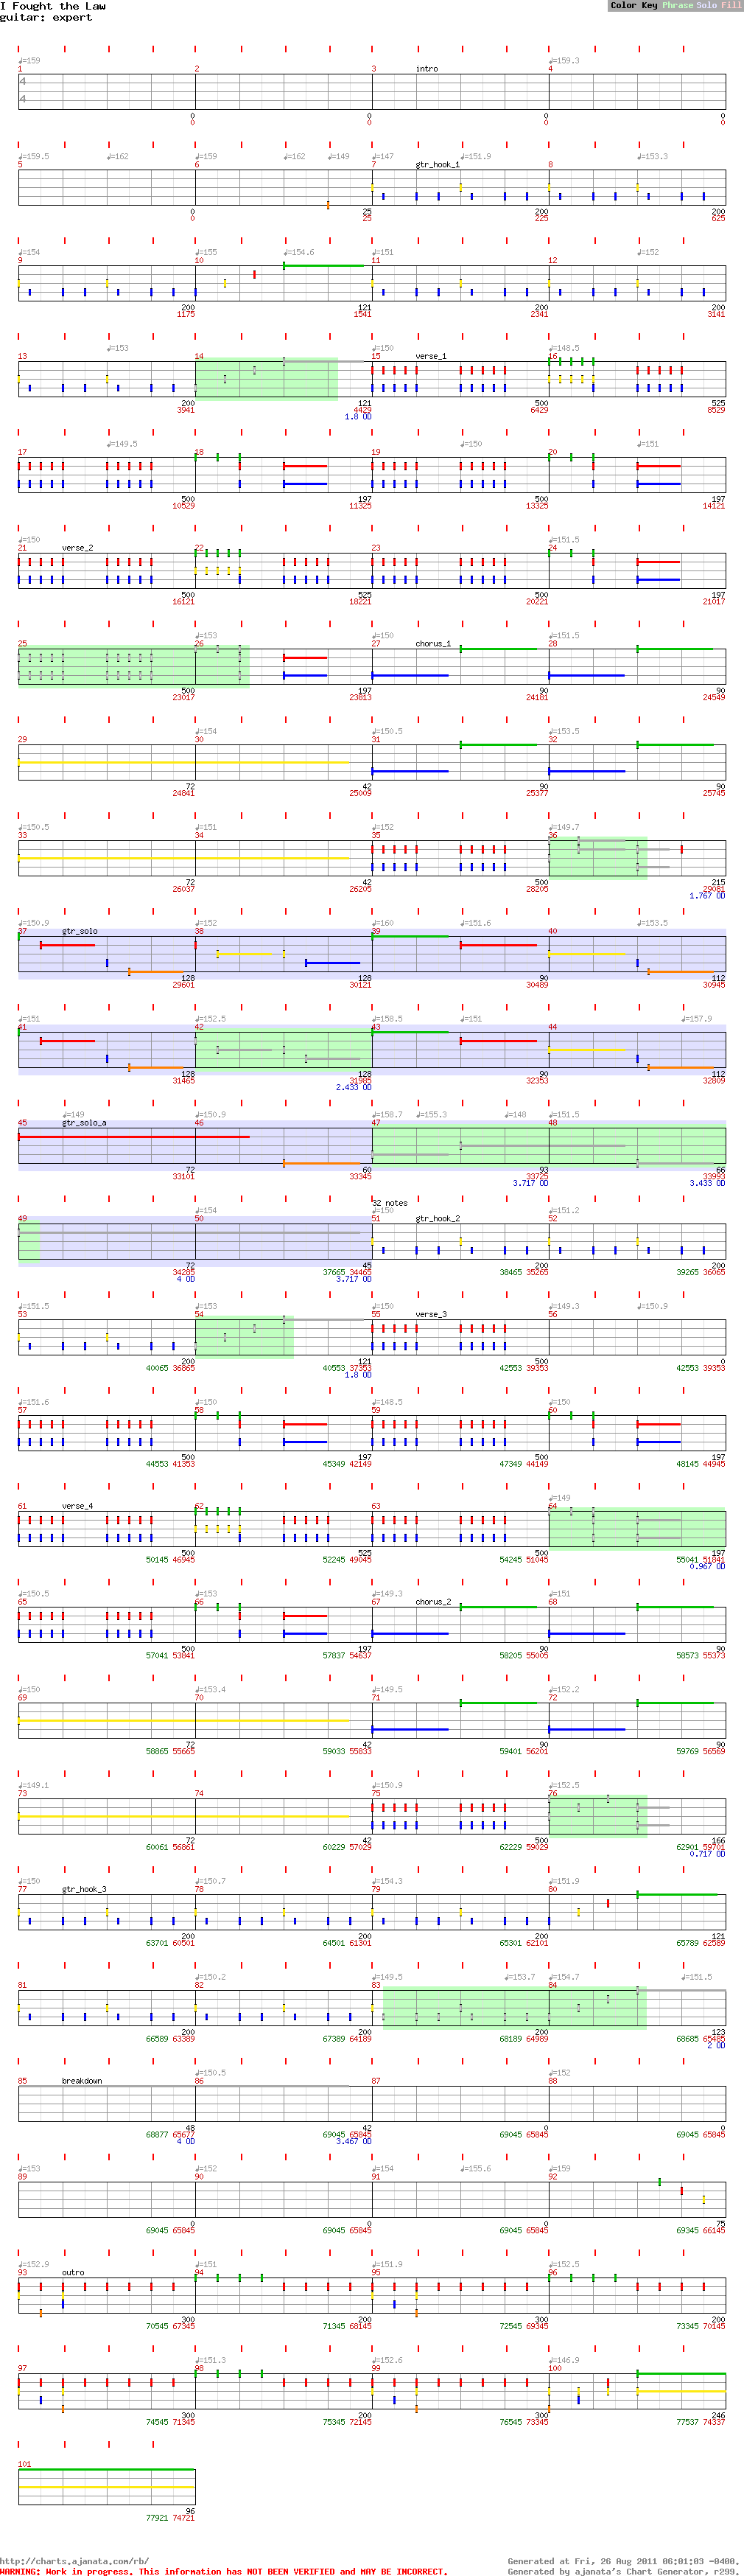 I Fought the Law
guitar: expert
Color Key Phrase Solo Fill
♩=159 ♩=159.3
1 2 3 intro 4
4
4
0 0 0 0
0 0 0 0
♩=159.5 ♩=162 ♩=159 ♩=162 ♩=149 ♩=147 ♩=151.9 ♩=153.3
5 6 7 gtr_hook_1 8
0 25 200 200
0 25 225 625
♩=154 ♩=155 ♩=154.6 ♩=151 ♩=152
9 10 11 12
200 121 200 200
1175 1541 2341 3141
♩=153 ♩=150 ♩=148.5
13 14 15 verse_1 16
200 121 500 525
3941 4429 6429 8529
1.8 OD
♩=149.5 ♩=150 ♩=151
17 18 19 20
500 197 500 197
10529 11325 13325 14121
♩=150 ♩=151.5
21 verse_2 22 23 24
500 525 500 197
16121 18221 20221 21017
♩=153 ♩=150 ♩=151.5
25 26 27 chorus_1 28
500 197 90 90
23017 23813 24181 24549
♩=154 ♩=150.5 ♩=153.5
29 30 31 32
72 42 90 90
24841 25009 25377 25745
♩=150.5 ♩=151 ♩=152 ♩=149.7
33 34 35 36
72 42 500 215
26037 26205 28205 29081
1.767 OD
♩=150.9 ♩=152 ♩=160 ♩=151.6 ♩=153.5
37 gtr_solo 38 39 40
128 128 90 112
29601 30121 30489 30945
♩=151 ♩=152.5 ♩=158.5 ♩=151 ♩=157.9
41 42 43 44
128 128 90 112
31465 31985 32353 32809
2.433 OD
♩=149 ♩=150.9 ♩=158.7 ♩=155.3 ♩=148 ♩=151.5
45 gtr_solo_a 46 47 48
72 60 93 66
33101 33345 33725 33993
3.717 OD 3.433 OD
32 notes
♩=154 ♩=150 ♩=151.2
49 50 51 gtr_hook_2 52
72 45 200 200
34285 37665 34465 38465 35265 39265 36065
4 OD 3.717 OD
♩=151.5 ♩=153 ♩=150 ♩=149.3 ♩=150.9
53 54 55 verse_3 56
200 121 500 0
40065 36865 40553 37353 42553 39353 42553 39353
1.8 OD
♩=151.6 ♩=150 ♩=148.5 ♩=150
57 58 59 60
500 197 500 197
44553 41353 45349 42149 47349 44149 48145 44945
♩=149
61 verse_4 62 63 64
500 525 500 197
50145 46945 52245 49045 54245 51045 55041 51841
0.967 OD
♩=150.5 ♩=153 ♩=149.3 ♩=151
65 66 67 chorus_2 68
500 197 90 90
57041 53841 57837 54637 58205 55005 58573 55373
♩=150 ♩=153.4 ♩=149.5 ♩=152.2
69 70 71 72
72 42 90 90
58865 55665 59033 55833 59401 56201 59769 56569
♩=149.1 ♩=150.9 ♩=152.5
73 74 75 76
72 42 500 166
60061 56861 60229 57029 62229 59029 62901 59701
0.717 OD
♩=150 ♩=150.7 ♩=154.3 ♩=151.9
77 gtr_hook_3 78 79 80
200 200 200 121
63701 60501 64501 61301 65301 62101 65789 62589
♩=150.2 ♩=149.5 ♩=153.7 ♩=154.7 ♩=151.5
81 82 83 84
200 200 200 123
66589 63389 67389 64189 68189 64989 68685 65485
2 OD
♩=150.5 ♩=152
85 breakdown 86 87 88
48 42 0 0
68877 65677 69045 65845 69045 65845 69045 65845
4 OD 3.467 OD
♩=153 ♩=152 ♩=154 ♩=155.6 ♩=159
89 90 91 92
0 0 0 75
69045 65845 69045 65845 69045 65845 69345 66145
♩=152.9 ♩=151 ♩=151.9 ♩=152.5
93 outro 94 95 96
300 200 300 200
70545 67345 71345 68145 72545 69345 73345 70145
♩=151.3 ♩=152.6 ♩=146.9
97 98 99 100
300 200 300 246
74545 71345 75345 72145 76545 73345 77537 74337
101
96
77921 74721
http://charts.ajanata.com/rb/
Generated at Fri, 26 Aug 2011 06:01:03 -0400.
WARNING: Work in progress. This information has NOT BEEN VERIFIED and MAY BE INCORRECT.
Generated by ajanata's Chart Generator, r299.